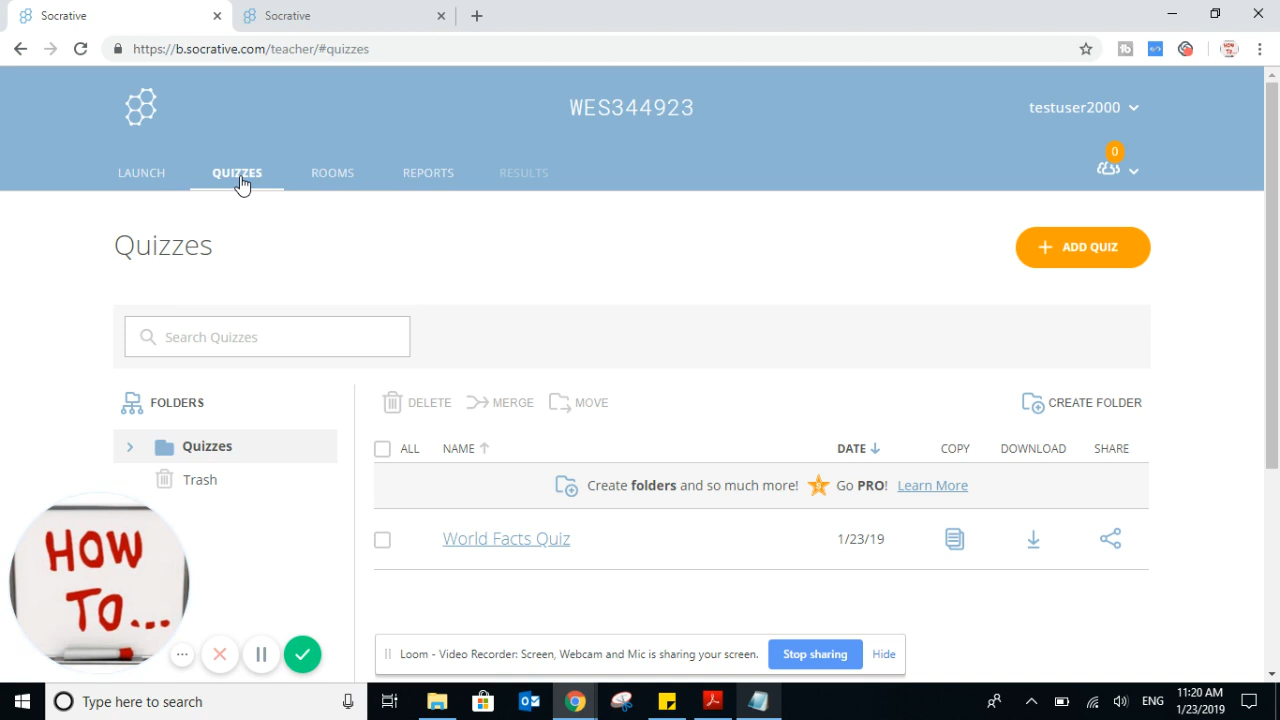 Socrative
Socrative
https://b.socrative.com/teacher/#quizzes
WES344923
testuser2000
0
LAUNCH QUIZZES ROOMS REPORTS RESULTS
Quizzes
+ ADD QUIZ
Search Quizzes
FOLDERS
Quizzes
Trash
DELETE MERGE MOVE CREATE FOLDER
ALL NAME DATE COPY DOWNLOAD SHARE
Create folders and so much more! Go PRO! Learn More
World Facts Quiz 1/23/19
HOW
TO...
Loom - Video Recorder: Screen, Webcam and Mic is sharing your screen. Stop sharing Hide
Type here to search
ENG
11:20 AM
1/23/2019